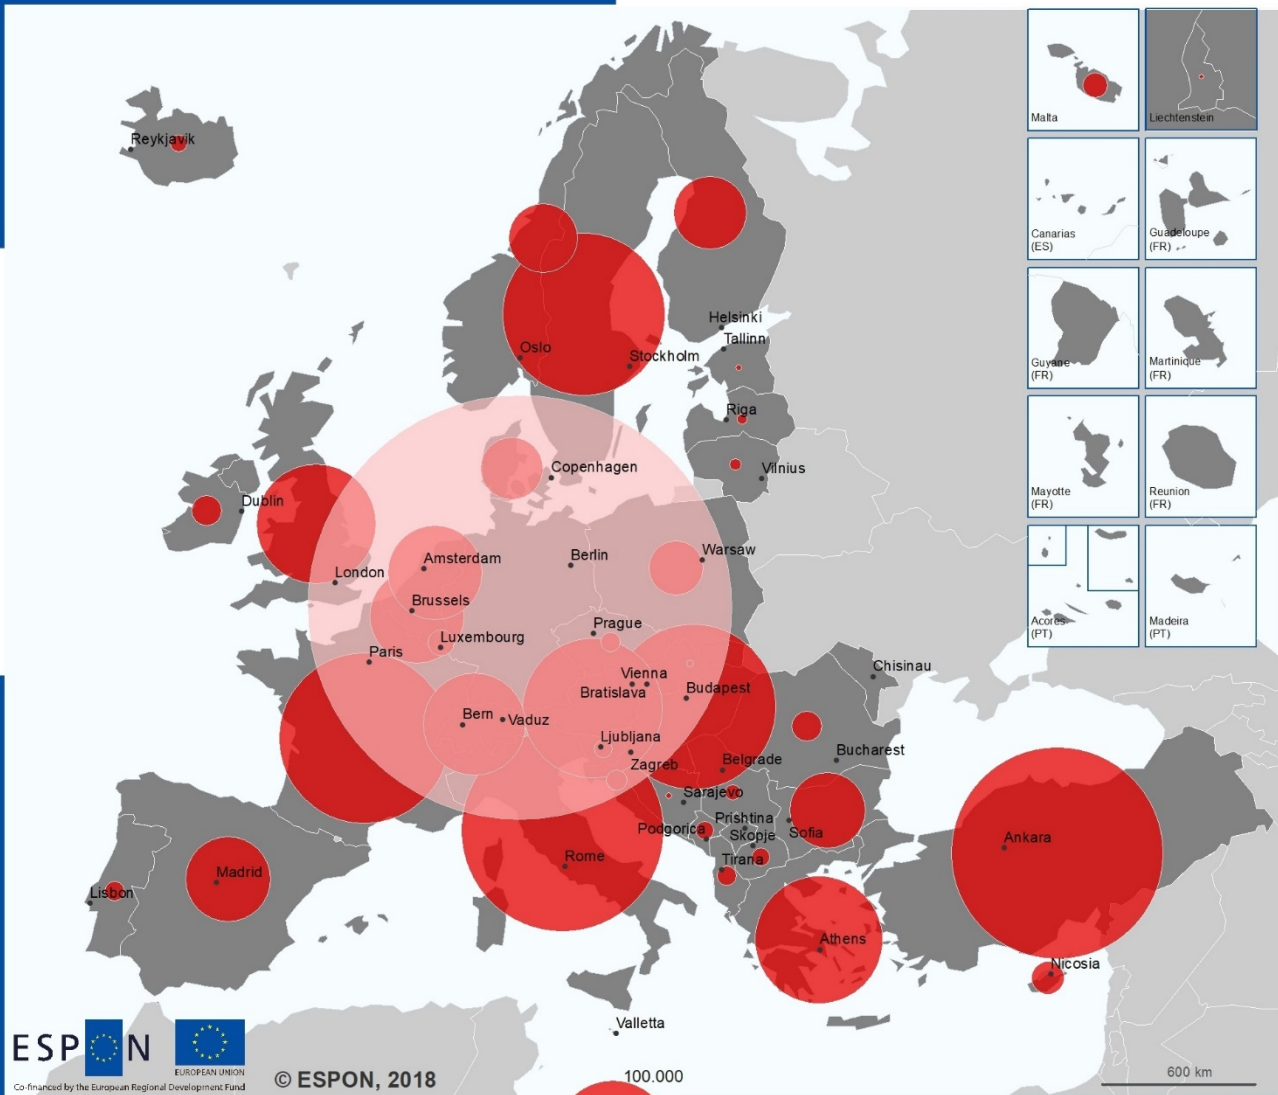 Malta
Liechtenstein
Reykjavik
Canarias
(ES)
Guadeloupe
(FR)
Helsinki
Tallinn
Oslo
Stockholm
Guyane
(FR)
Martinique
(FR)
Riga
Copenhagen
Vilnius
Mayotte
(FR)
Reunion
(FR)
Dublin
Amsterdam
Berlin
Warsaw
London
Brussels
Prague
Luxembourg
Acores
(PT)
Madeira
(PT)
Paris
Chisinau
Vienna
Bratislava
Budapest
Bern
Vaduz
Ljubljana
Bucharest
Zagreb
Belgrade
Sarajevo
Prishtina
Podgorica
Skopje
Sofia
Ankara
Rome
Tirana
Madrid
Lisbon
Athens
Nicosia
Valletta
ESPON
EUROPEAN UNION
Co-financed by the European Regional Development Fund
© ESPON, 2018
100.000
600 km